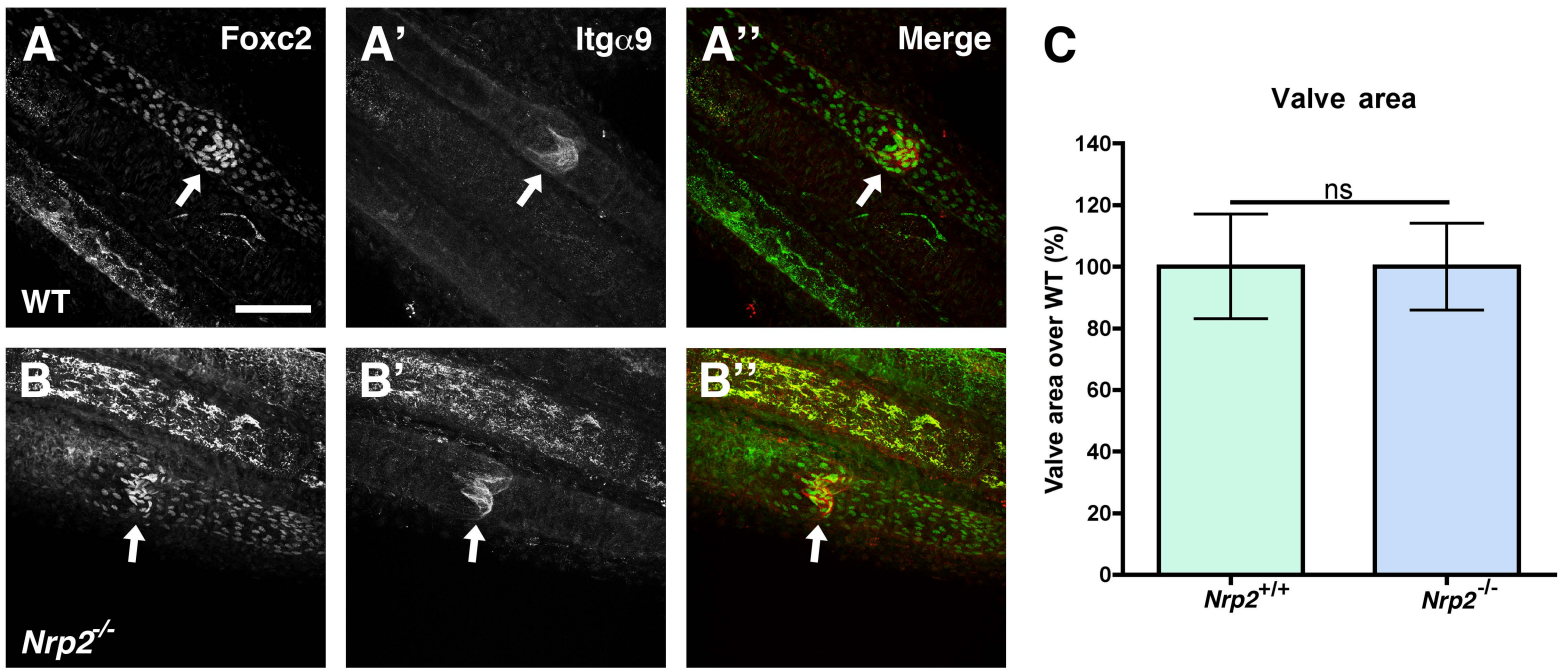 A Foxc2
A' Itgα9
A'' Merge
C
WT
B
B'
B''
Nrp2-/-
Valve area
Valve area over WT (%)
140
120
100
80
60
40
20
0
ns
Nrp2+/+
Nrp2-/-